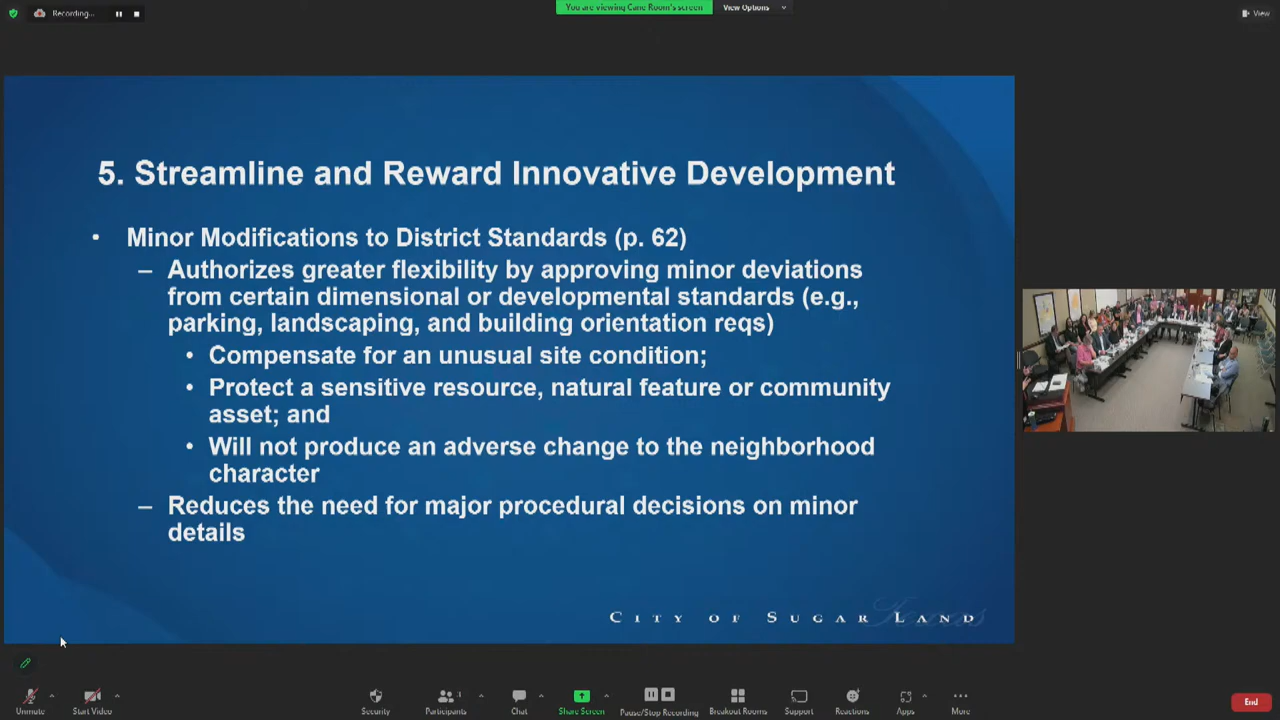 Recording...
You are viewing Cane Room's screen
View Options
View
5. Streamline and Reward Innovative Development
• Minor Modifications to District Standards (p. 62)
– Authorizes greater flexibility by approving minor deviations
from certain dimensional or developmental standards (e.g.,
parking, landscaping, and building orientation reqs)
• Compensate for an unusual site condition;
• Protect a sensitive resource, natural feature or community
asset; and
• Will not produce an adverse change to the neighborhood
character
– Reduces the need for major procedural decisions on minor
details
CITY OF SUGAR LAND
Texas
Unmute
Start Video
Security
Participants
1
Chat
Share Screen
Pause/Stop Recording
Breakout Rooms
Support
Reactions
Apps
More
End